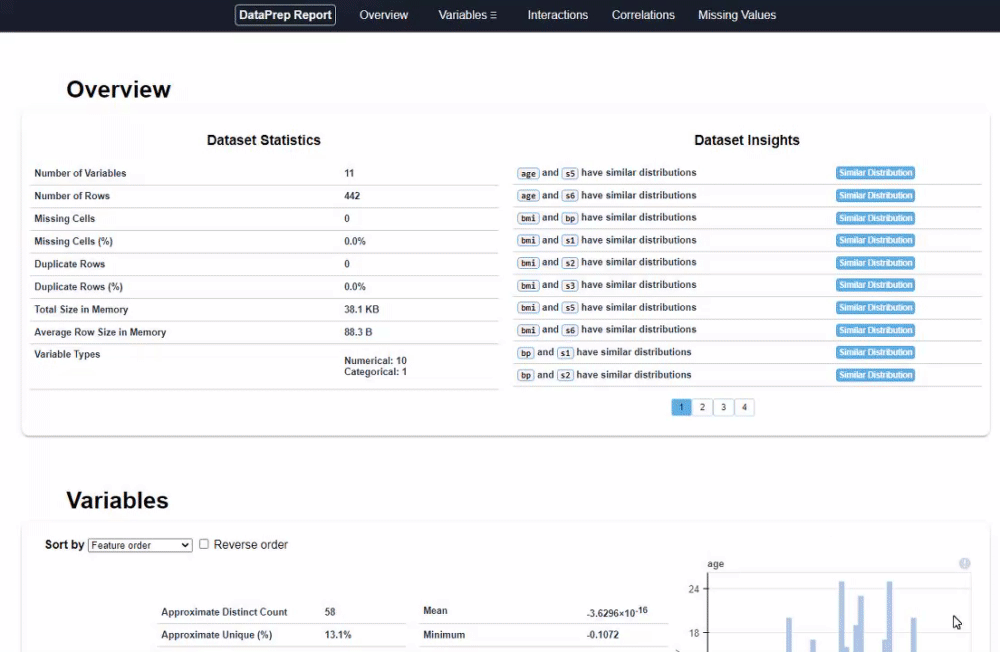 DataPrep Report Overview Variables ☰ Interactions Correlations Missing Values
Overview
Dataset Statistics
Number of Variables 11
Number of Rows 442
Missing Cells 0
Missing Cells (%) 0.0%
Duplicate Rows 0
Duplicate Rows (%) 0.0%
Total Size in Memory 38.1 KB
Average Row Size in Memory 88.3 B
Variable Types Numerical: 10
Categorical: 1
Dataset Insights
age and s5 have similar distributions Similar Distribution
age and s6 have similar distributions Similar Distribution
bmi and bp have similar distributions Similar Distribution
bmi and s1 have similar distributions Similar Distribution
bmi and s2 have similar distributions Similar Distribution
bmi and s3 have similar distributions Similar Distribution
bmi and s5 have similar distributions Similar Distribution
bmi and s6 have similar distributions Similar Distribution
bp and s1 have similar distributions Similar Distribution
bp and s2 have similar distributions Similar Distribution
1 2 3 4
Variables
Sort by Feature order Reverse order
Approximate Distinct Count 58
Approximate Unique (%) 13.1%
Mean -3.6296×10⁻¹⁶
Minimum -0.1072
age
24
18